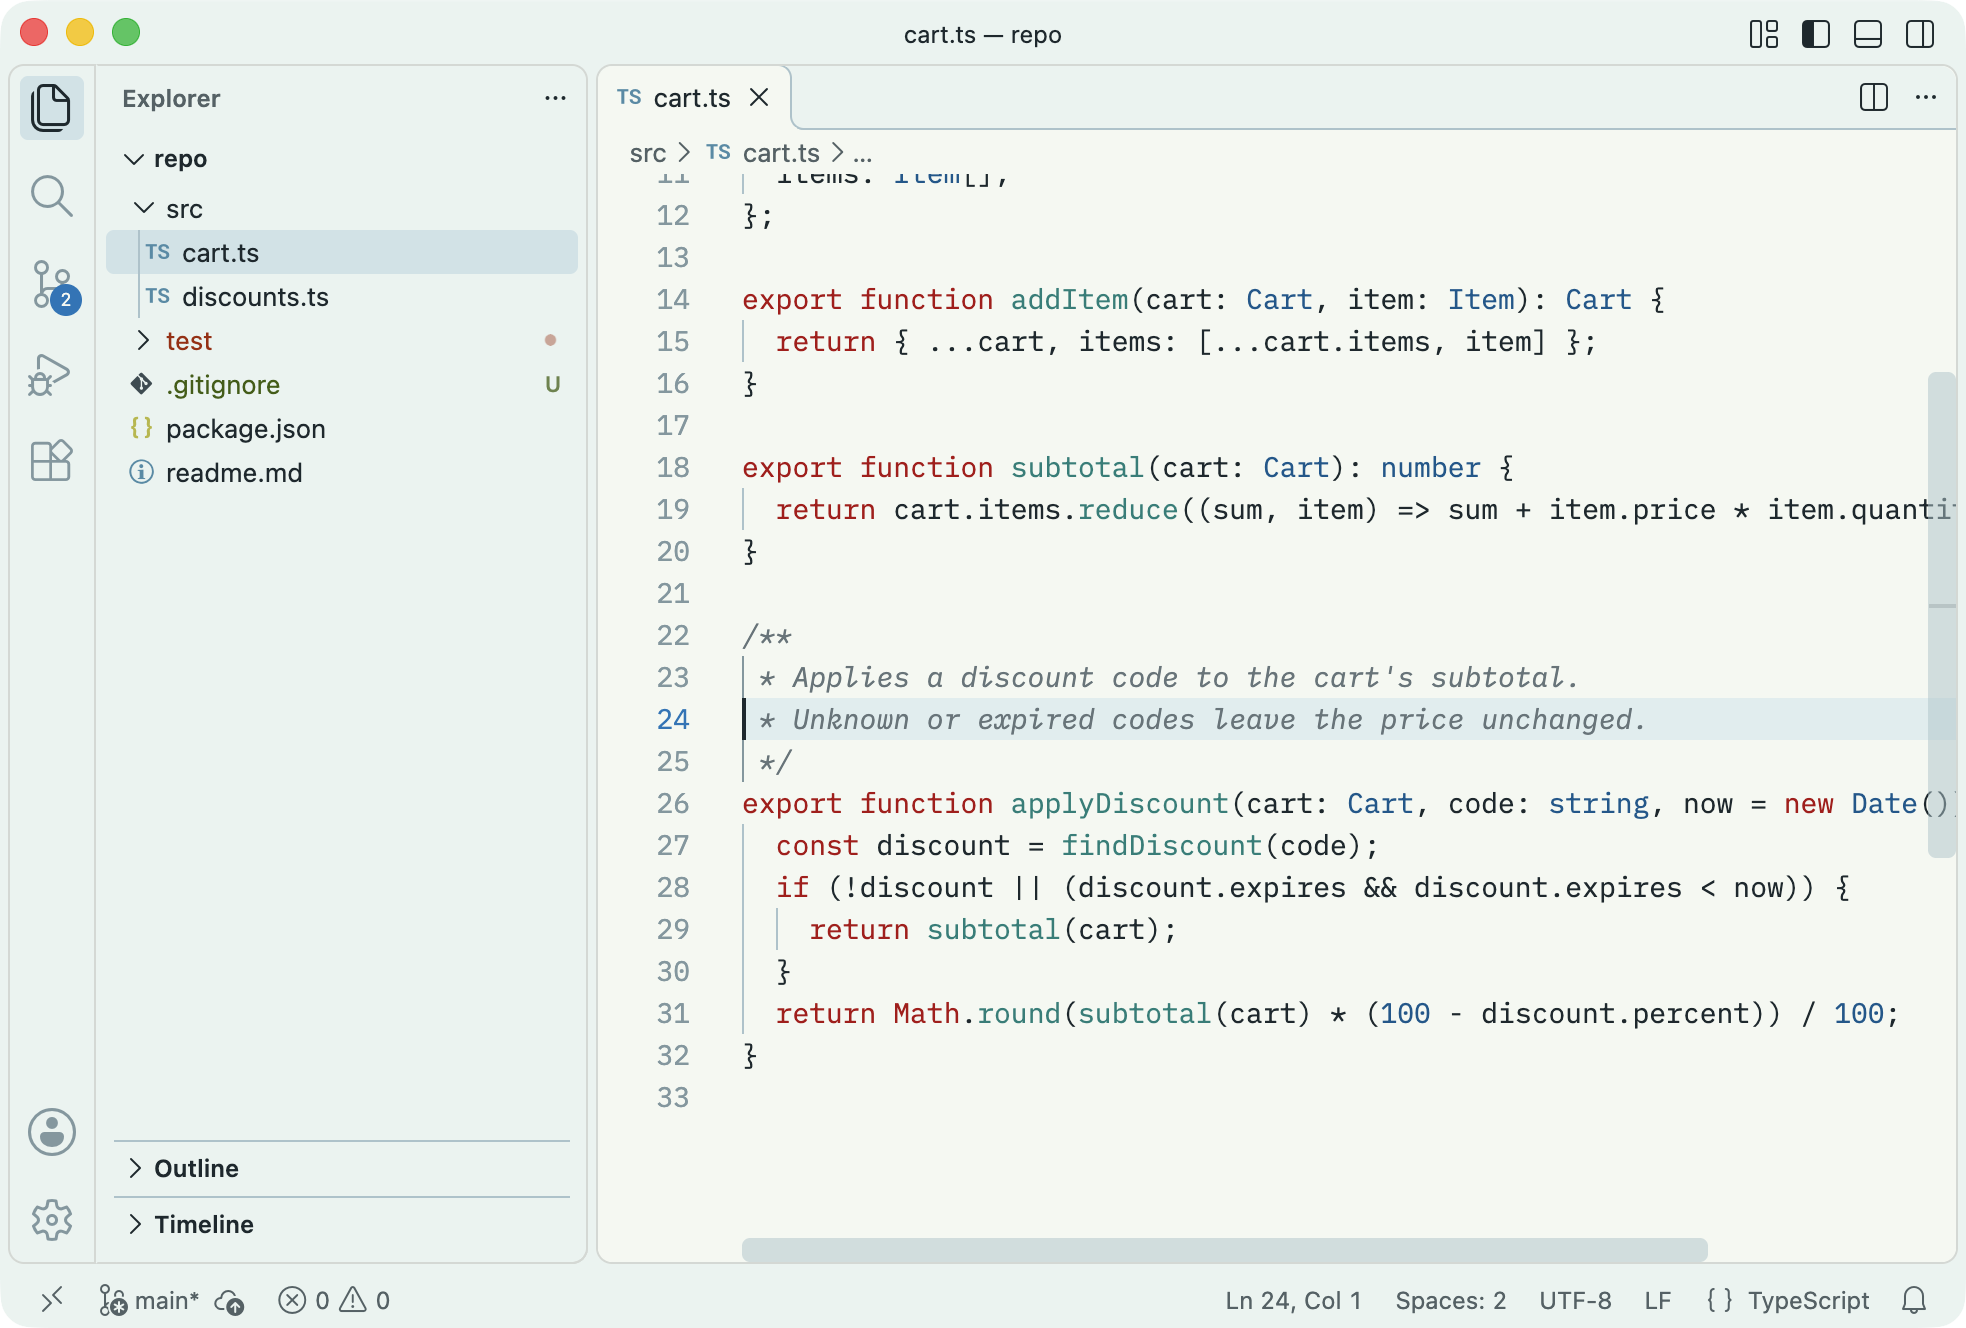 cart.ts — repo
Explorer
repo
src
TS cart.ts
TS discounts.ts
test
.gitignore U
{} package.json
readme.md
2
Outline
Timeline
TS cart.ts
src > TS cart.ts > ...
11 items: Item[];
12 };
13
14 export function addItem(cart: Cart, item: Item): Cart {
15 return { ...cart, items: [...cart.items, item] };
16 }
17
18 export function subtotal(cart: Cart): number {
19 return cart.items.reduce((sum, item) => sum + item.price * item.quanti
20 }
21
22 /**
23 * Applies a discount code to the cart's subtotal.
24 * Unknown or expired codes leave the price unchanged.
25 */
26 export function applyDiscount(cart: Cart, code: string, now = new Date()
27 const discount = findDiscount(code);
28 if (!discount || (discount.expires && discount.expires < now)) {
29 return subtotal(cart);
30 }
31 return Math.round(subtotal(cart) * (100 - discount.percent)) / 100;
32 }
33
main* 0 0 Ln 24, Col 1 Spaces: 2 UTF-8 LF {} TypeScript